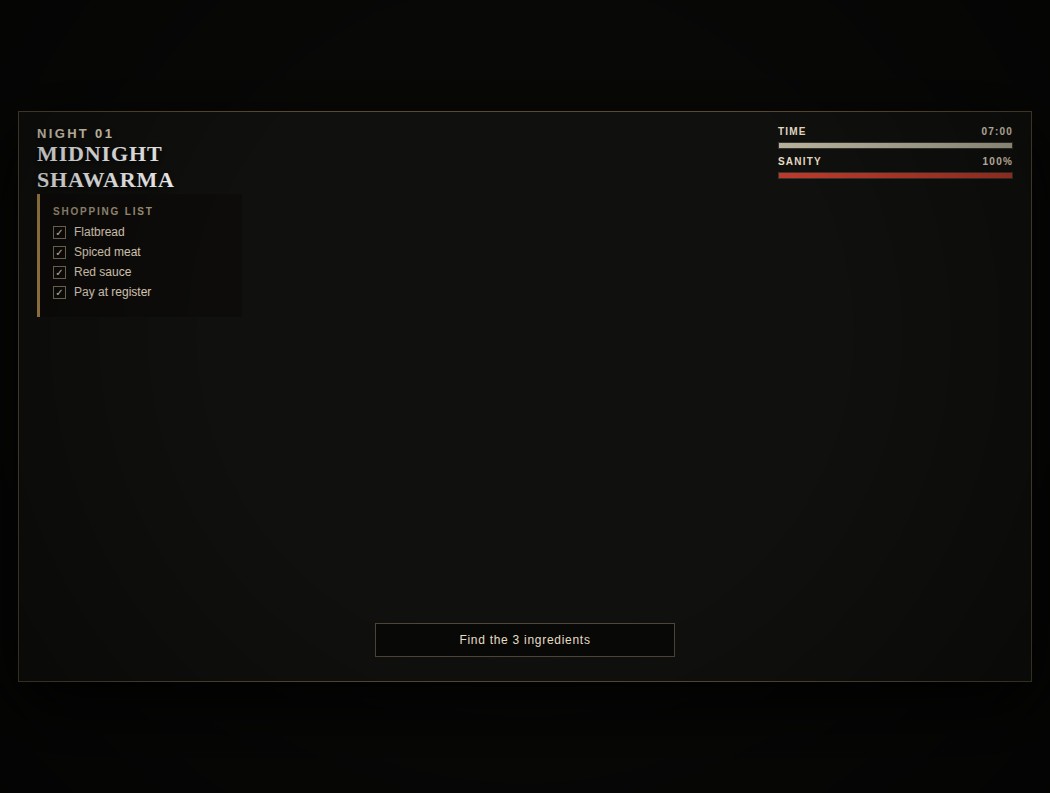 NIGHT 01
MIDNIGHT
SHAWARMA
SHOPPING LIST
✓ Flatbread
✓ Spiced meat
✓ Red sauce
✓ Pay at register
TIME 07:00
SANITY 100%
Find the 3 ingredients